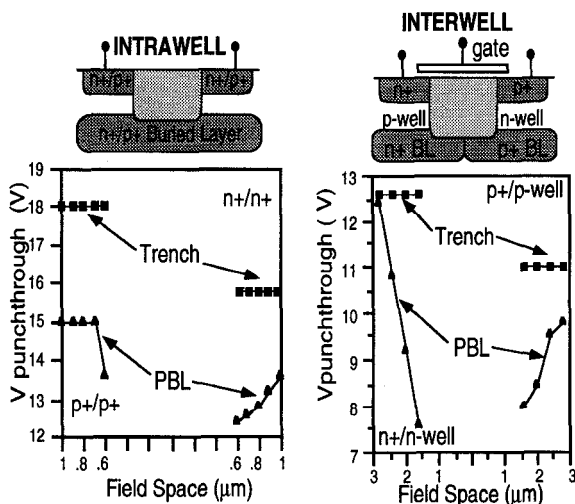 INTRAWELL
n+/p+ n+/p+
n+/p+ Buried Layer
INTERWELL
gate
n+ p+
p-well n-well
n+ BL p+ BL
V punchthrough (V)
19
18
17
16
15
14
13
12
n+/n+
Trench
PBL
p+/p+
1 .8 .6 .6 .8 1
Field Space (μm)
Vpunchthrough ( V)
13
12
11
10
9
8
7
p+/p-well
Trench
PBL
n+/n-well
3 2 1 1 2 3
Field Space (μm)